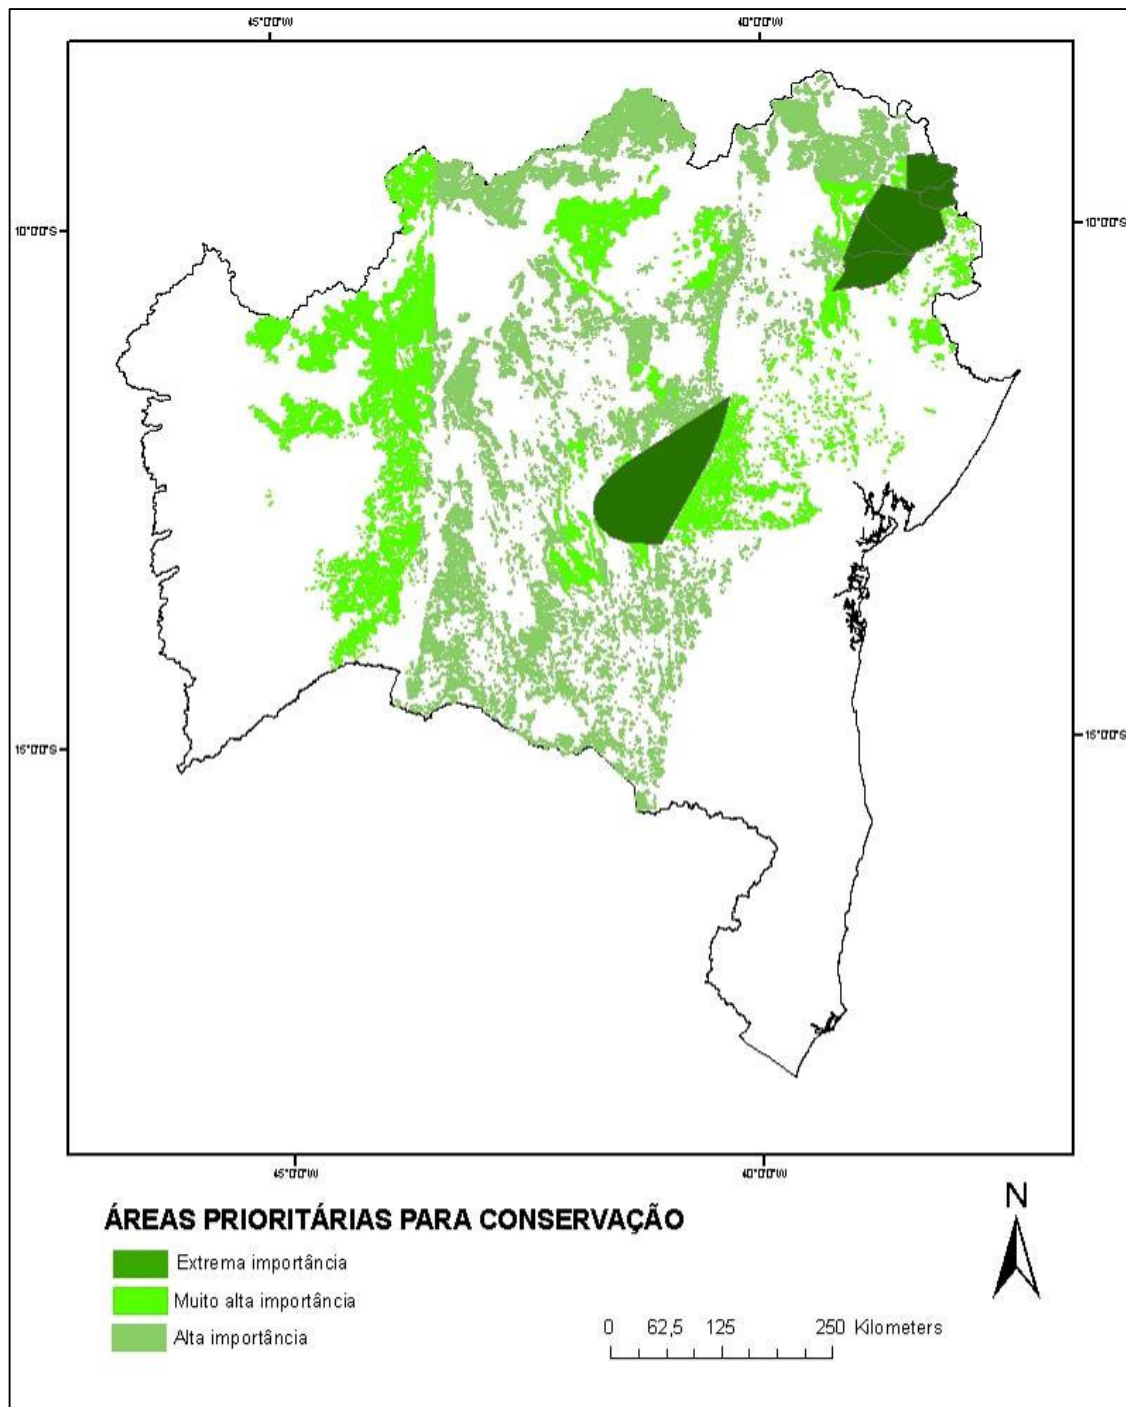 45°0'0"W 40°0'0"W
10°0'0"S 10°0'0"S
15°0'0"S 15°0'0"S
45°0'0"W 40°0'0"W
N
ÁREAS PRIORITÁRIAS PARA CONSERVAÇÃO
Extrema importância
Muito alta importância
Alta importância
0 62,5 125 250 Kilometers